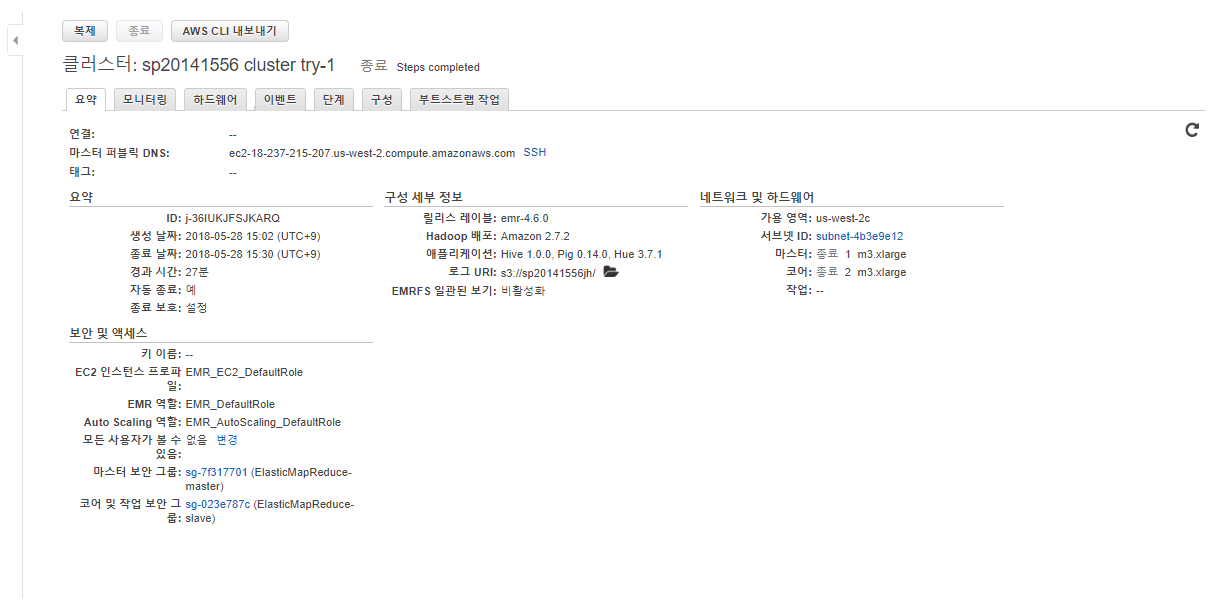 복제 종료 AWS CLI 내보내기
클러스터: sp20141556 cluster try-1 종료 Steps completed
요약 모니터링 하드웨어 이벤트 단계 구성 부트스트랩 작업
연결: --
마스터 퍼블릭 DNS: ec2-18-237-215-207.us-west-2.compute.amazonaws.com SSH
태그: --
요약
ID: j-36IUKJFSJKARQ
생성 날짜: 2018-05-28 15:02 (UTC+9)
종료 날짜: 2018-05-28 15:30 (UTC+9)
경과 시간: 27분
자동 종료: 예
종료 보호: 설정
구성 세부 정보
릴리스 레이블: emr-4.6.0
Hadoop 배포: Amazon 2.7.2
애플리케이션: Hive 1.0.0, Pig 0.14.0, Hue 3.7.1
로그 URI: s3://sp20141556jh/
EMRFS 일관된 보기: 비활성화
네트워크 및 하드웨어
가용 영역: us-west-2c
서브넷 ID: subnet-4b3e9e12
마스터: 종료 1 m3.xlarge
코어: 종료 2 m3.xlarge
작업: --
보안 및 액세스
키 이름: --
EC2 인스턴스 프로파 EMR_EC2_DefaultRole
일:
EMR 역할: EMR_DefaultRole
Auto Scaling 역할: EMR_AutoScaling_DefaultRole
모든 사용자가 볼 수 없음 변경
있음:
마스터 보안 그룹: sg-7f317701 (ElasticMapReduce-
master)
코어 및 작업 보안 그 sg-023e787c (ElasticMapReduce-
룹: slave)